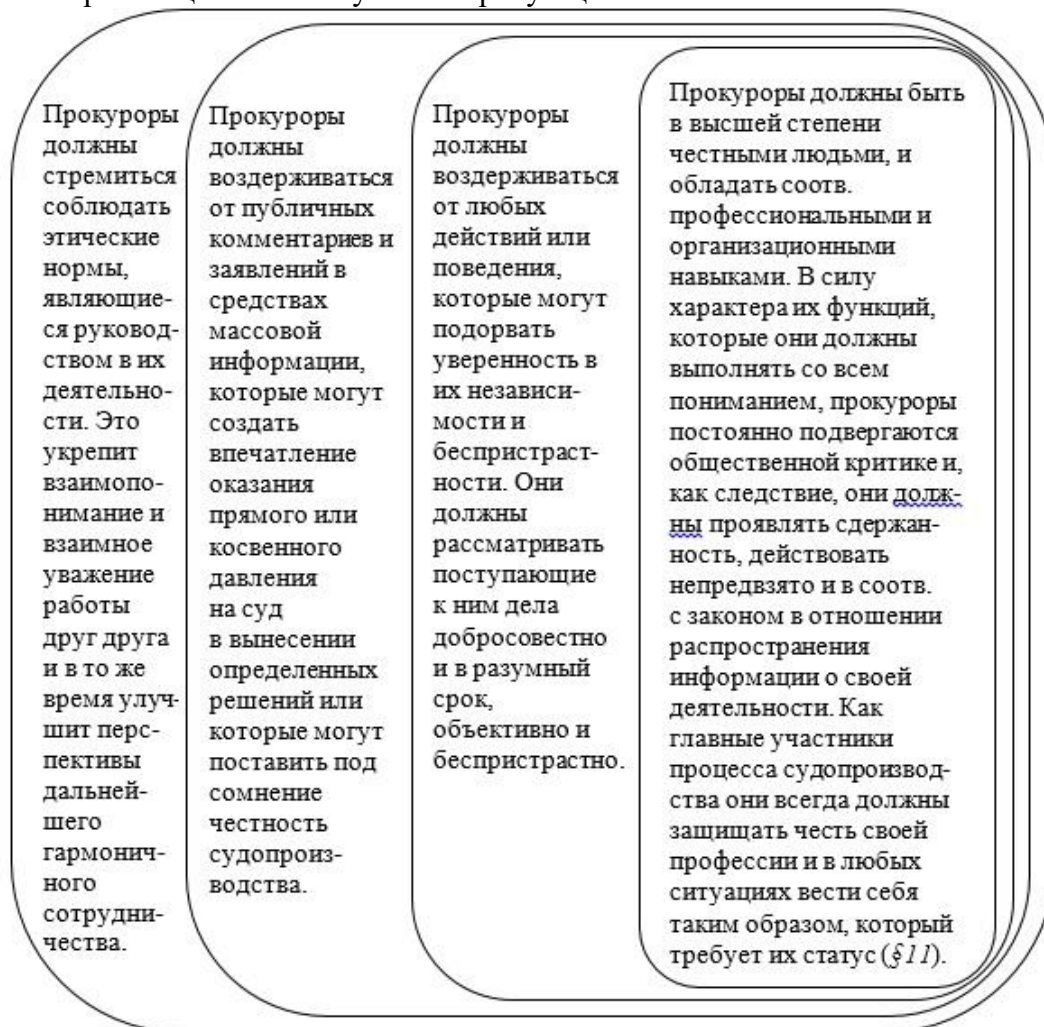 Прокуроры
должны
стремиться
соблюдать
этические
нормы,
являющие-
ся руковод-
ством в их
деятельно-
сти. Это
укрепит
взаимопо-
нимание и
взаимное
уважение
работы
друг друга
и в то же
время улуч-
шит перс-
пективы
дальней-
шего
гармонич-
ного
сотрудни-
чества.
Прокуроры
должны
воздерживаться
от публичных
комментариев и
заявлений в
средствах
массовой
информации,
которые могут
создать
впечатление
оказания
прямого или
косвенного
давления
на суд
в вынесении
определенных
решений или
которые могут
поставить под
сомнение
честность
судопроиз-
водства.
Прокуроры
должны
воздерживаться
от любых
действий или
поведения,
которые могут
подорвать
уверенность в
их независи-
мости и
беспристраст-
ности. Они
должны
рассматривать
поступающие
к ним дела
добросовестно
и в разумный
срок,
объективно и
беспристрастно.
Прокуроры должны быть
в высшей степени
честными людьми, и
обладать соотв.
профессиональными и
организационными
навыками. В силу
характера их функций,
которые они должны
выполнять со всем
пониманием, прокуроры
постоянно подвергаются
общественной критике и,
как следствие, они долж-
ны проявлять сдержан-
ность, действовать
непредвзято и в соотв.
с законом в отношении
распространения
информации о своей
деятельности. Как
главные участники
процесса судопроизвод-
ства они всегда должны
защищать честь своей
профессии и в любых
ситуациях вести себя
таким образом, который
требует их статус (§11).